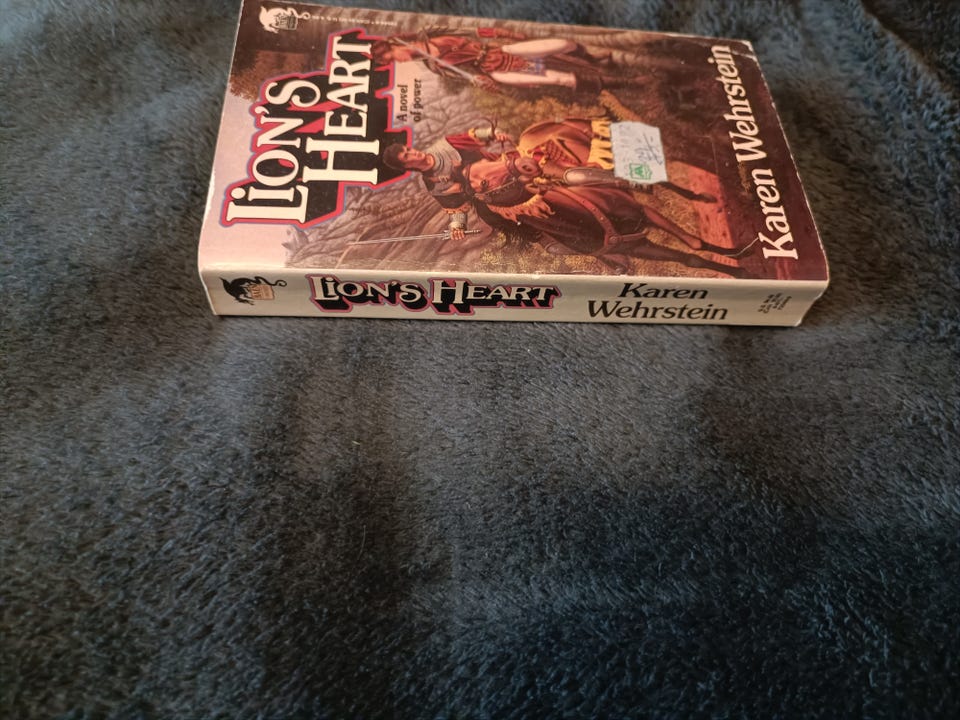 LION'S
HEART
A novel
of power
Karen Wehrstein
LION'S HEART
Karen
Wehrstein